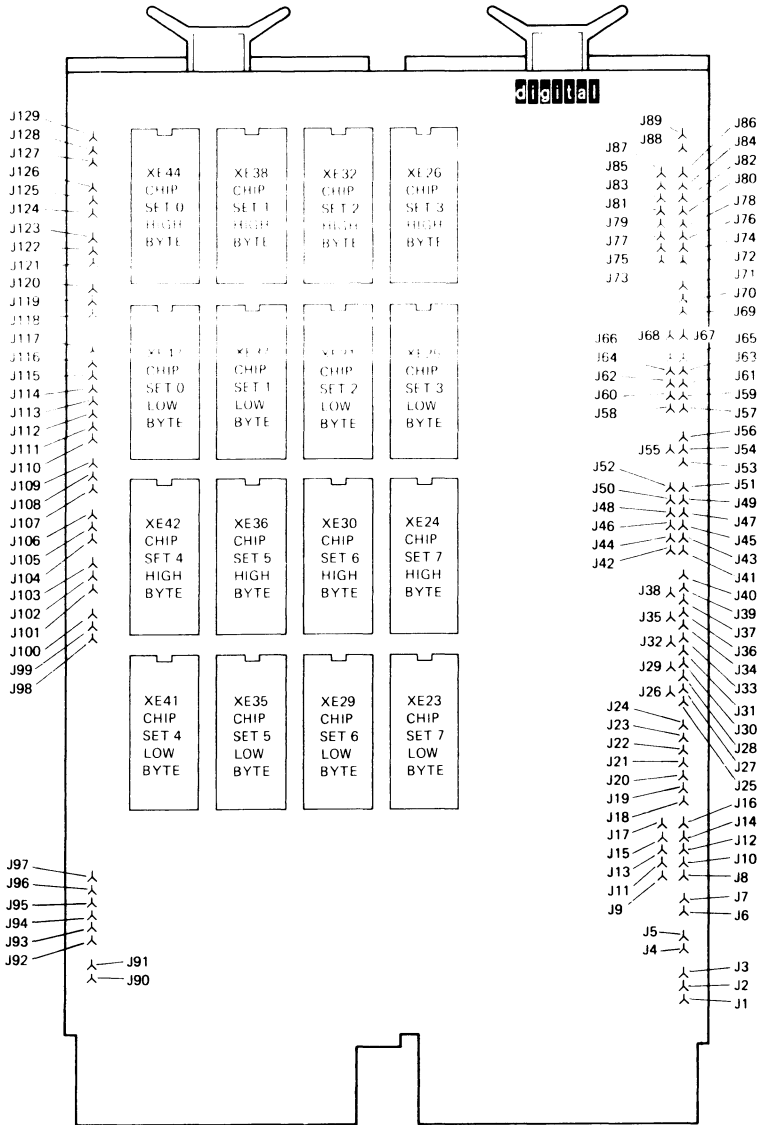 digital
J129
J128
J127
J126
J125
J124
J123
J122
J121
J120
J119
J118
J117
J116
J115
J114
J113
J112
J111
J110
J109
J108
J107
J106
J105
J104
J103
J102
J101
J100
J99
J98
J97
J96
J95
J94
J93
J92
J91
J90
XE44
CHIP
SET 0
HIGH
BYTE
XE38
CHIP
SET 1
HIGH
BYTE
XE32
CHIP
SET 2
HIGH
BYTE
XE26
CHIP
SET 3
HIGH
BYTE
CHIP
SET 0
LOW
BYTE
CHIP
SET 1
LOW
BYTE
CHIP
SET 2
LOW
BYTE
CHIP
SET 3
LOW
BYTE
XE42
CHIP
SET 4
HIGH
BYTE
XE36
CHIP
SET 5
HIGH
BYTE
XE30
CHIP
SET 6
HIGH
BYTE
XE24
CHIP
SET 7
HIGH
BYTE
XE41
CHIP
SET 4
LOW
BYTE
XE35
CHIP
SET 5
LOW
BYTE
XE29
CHIP
SET 6
LOW
BYTE
XE23
CHIP
SET 7
LOW
BYTE
J89
J88
J87
J85
J83
J81
J79
J77
J75
J73
J66
J68
J67
J64
J62
J60
J58
J55
J52
J50
J48
J46
J44
J42
J38
J35
J32
J29
J26
J24
J23
J22
J21
J20
J19
J18
J17
J15
J13
J11
J9
J5
J4
J86
J84
J82
J80
J78
J76
J74
J72
J71
J70
J69
J65
J63
J61
J59
J57
J56
J54
J53
J51
J49
J47
J45
J43
J41
J40
J39
J37
J36
J34
J33
J31
J30
J28
J27
J25
J16
J14
J12
J10
J8
J7
J6
J3
J2
J1